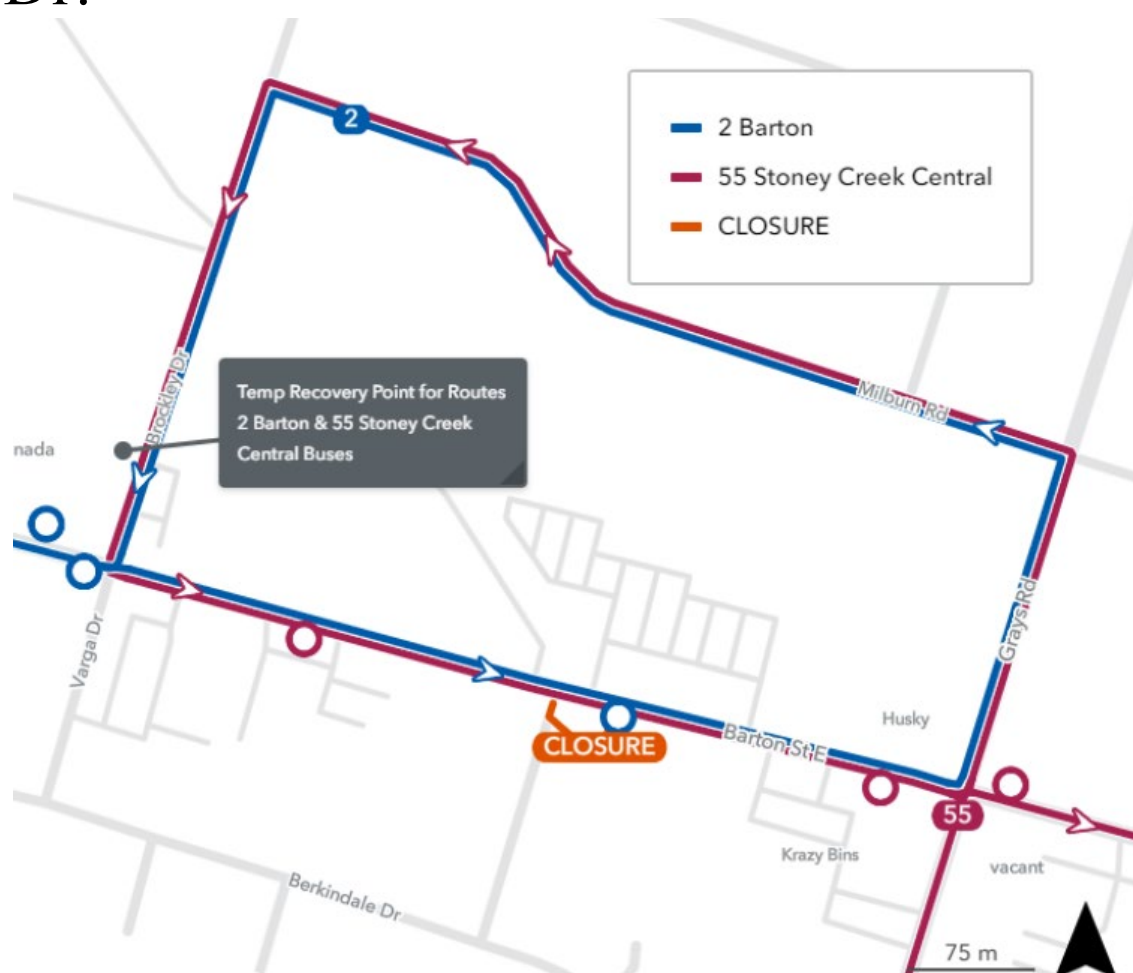 Dr.
2
2 Barton
55 Stoney Creek Central
CLOSURE
Brockley Dr
Temp Recovery Point for Routes
2 Barton & 55 Stoney Creek
Central Buses
Milburn Rd
nada
Grays Rd
Varga Dr
Husky
CLOSURE
Barton St E
55
Krazy Bins
vacant
Berkindale Dr
75 m